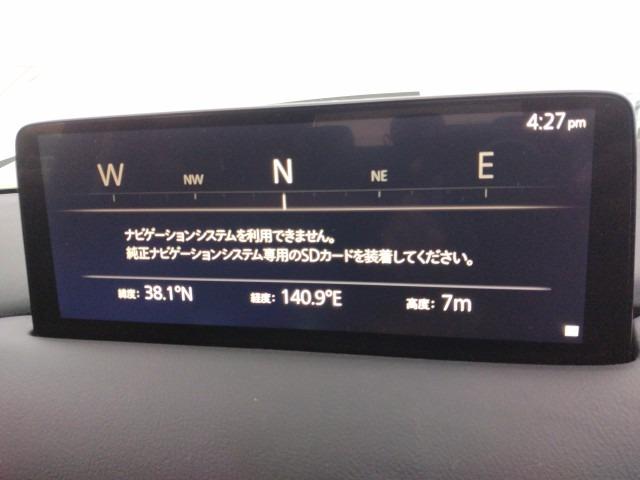 4:27 pm
W NW N NE E
ナビゲーションシステムを利用できません。
純正ナビゲーションシステム専用のSDカードを装着してください。
緯度: 38.1°N 経度: 140.9°E 高度: 7m